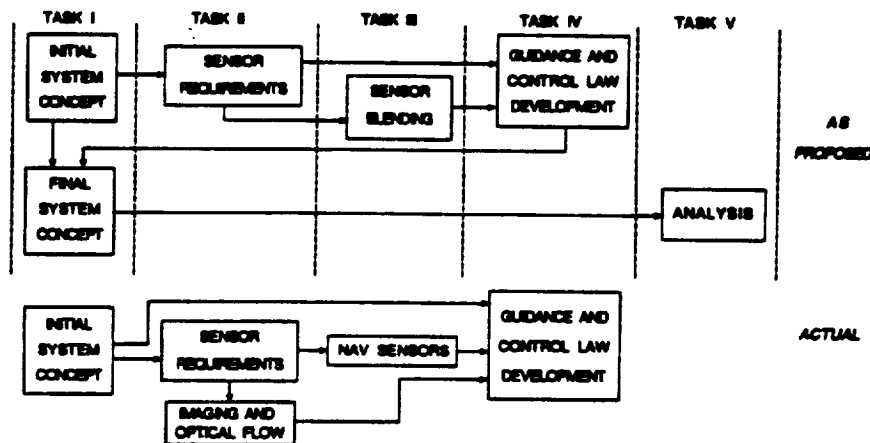 TASK I
TASK II
TASK III
TASK IV
TASK V
INITIAL
SYSTEM
CONCEPT
SENSOR
REQUIREMENTS
SENSOR
BLENDING
GUIDANCE AND
CONTROL LAW
DEVELOPMENT
AS
PROPOSED
FINAL
SYSTEM
CONCEPT
ANALYSIS
INITIAL
SYSTEM
CONCEPT
SENSOR
REQUIREMENTS
NAV SENSORS
IMAGING AND
OPTICAL FLOW
GUIDANCE AND
CONTROL LAW
DEVELOPMENT
ACTUAL